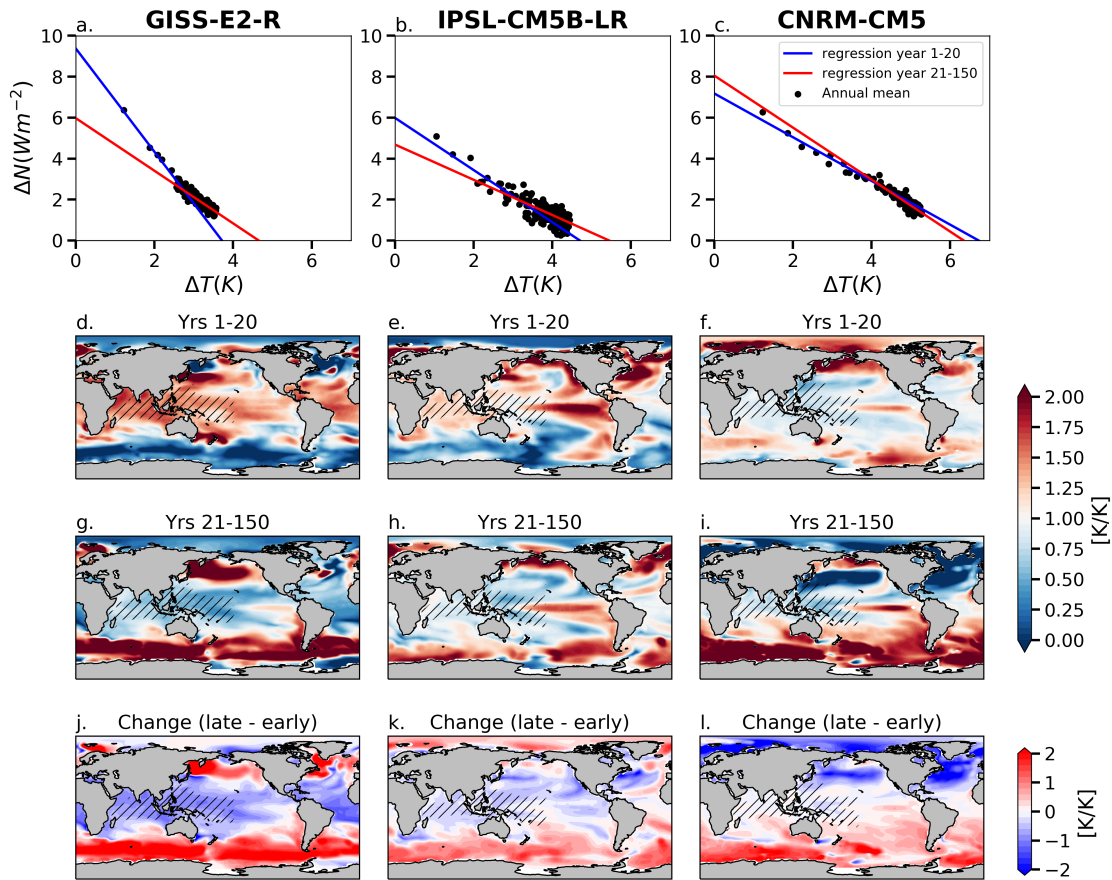 GISS-E2-R
IPSL-CM5B-LR
CNRM-CM5
a.
b.
c.
10
8
6
4
2
0
0 2 4 6
ΔN(Wm⁻²)
ΔT(K)
10
8
6
4
2
0
0 2 4 6
ΔT(K)
10
8
6
4
2
0
0 2 4 6
ΔT(K)
regression year 1-20
regression year 21-150
Annual mean
d. Yrs 1-20
e. Yrs 1-20
f. Yrs 1-20
g. Yrs 21-150
h. Yrs 21-150
i. Yrs 21-150
2.00
1.75
1.50
1.25
1.00
0.75
0.50
0.25
0.00
[K/K]
j. Change (late - early)
k. Change (late - early)
l. Change (late - early)
2
1
0
−1
−2
[K/K]